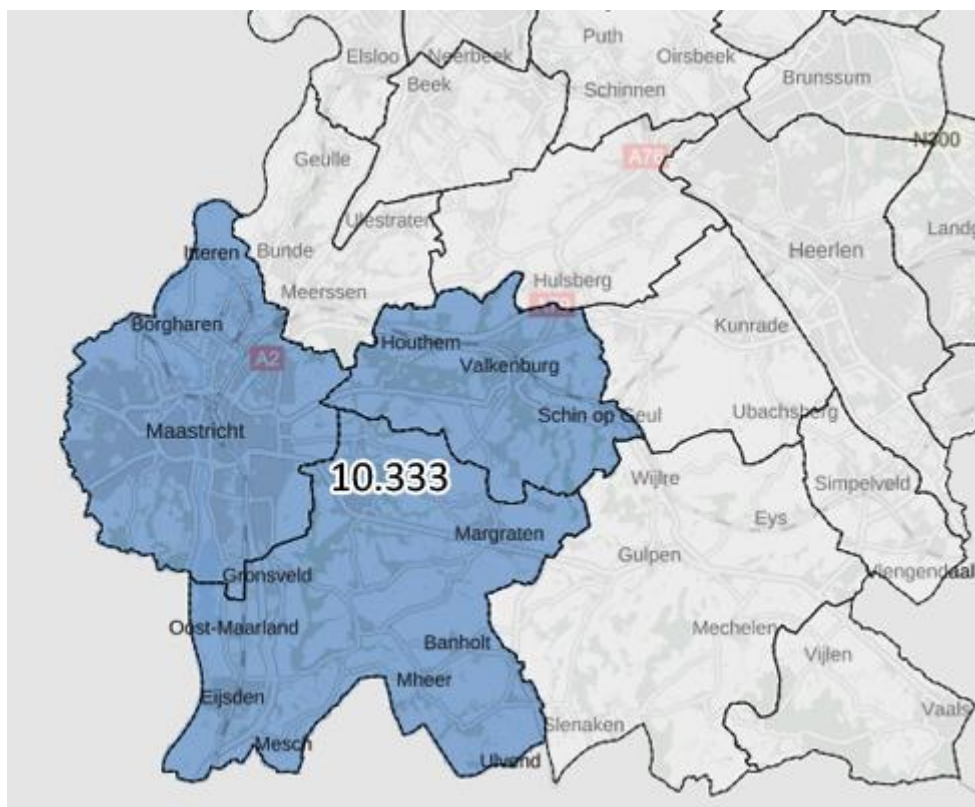 Puth
Elsloo
Neerbeek
Oirsbeek
Beek
Brunssum
Schinnen
N300
A76
Geulle
Ulestraten
Landg
Itteren
Bunde
Heerlen
Meerssen
Hulsberg
Borgharen
Kunrade
Houthem
A2
Valkenburg
Schin op Geul
Ubachsberg
Maastricht
10.333
Wijlre
Simpelveld
Eys
Margraten
Gulpen
Gronsveld
Oost-Maarland
Mechelen
Banholt
Vijlen
Mheer
Eijsden
Vaals
Slenaken
Mesch
Ulvend